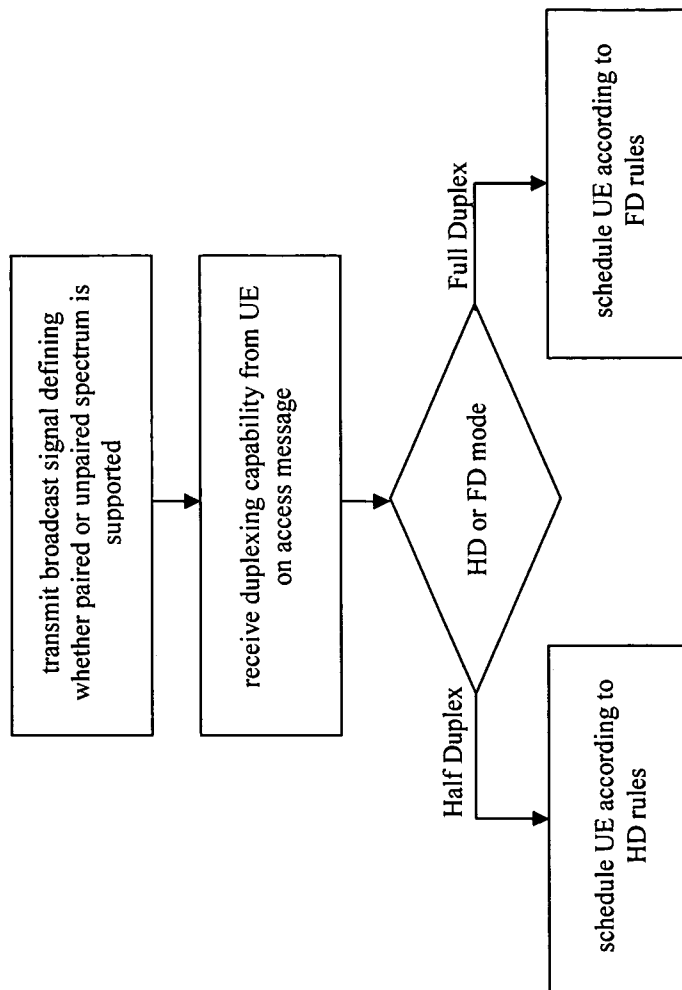 transmit broadcast signal defining
whether paired or unpaired spectrum is
supported
receive duplexing capability from UE
on access message
HD or FD mode
Half Duplex
Full Duplex
schedule UE according to
HD rules
schedule UE according to
FD rules